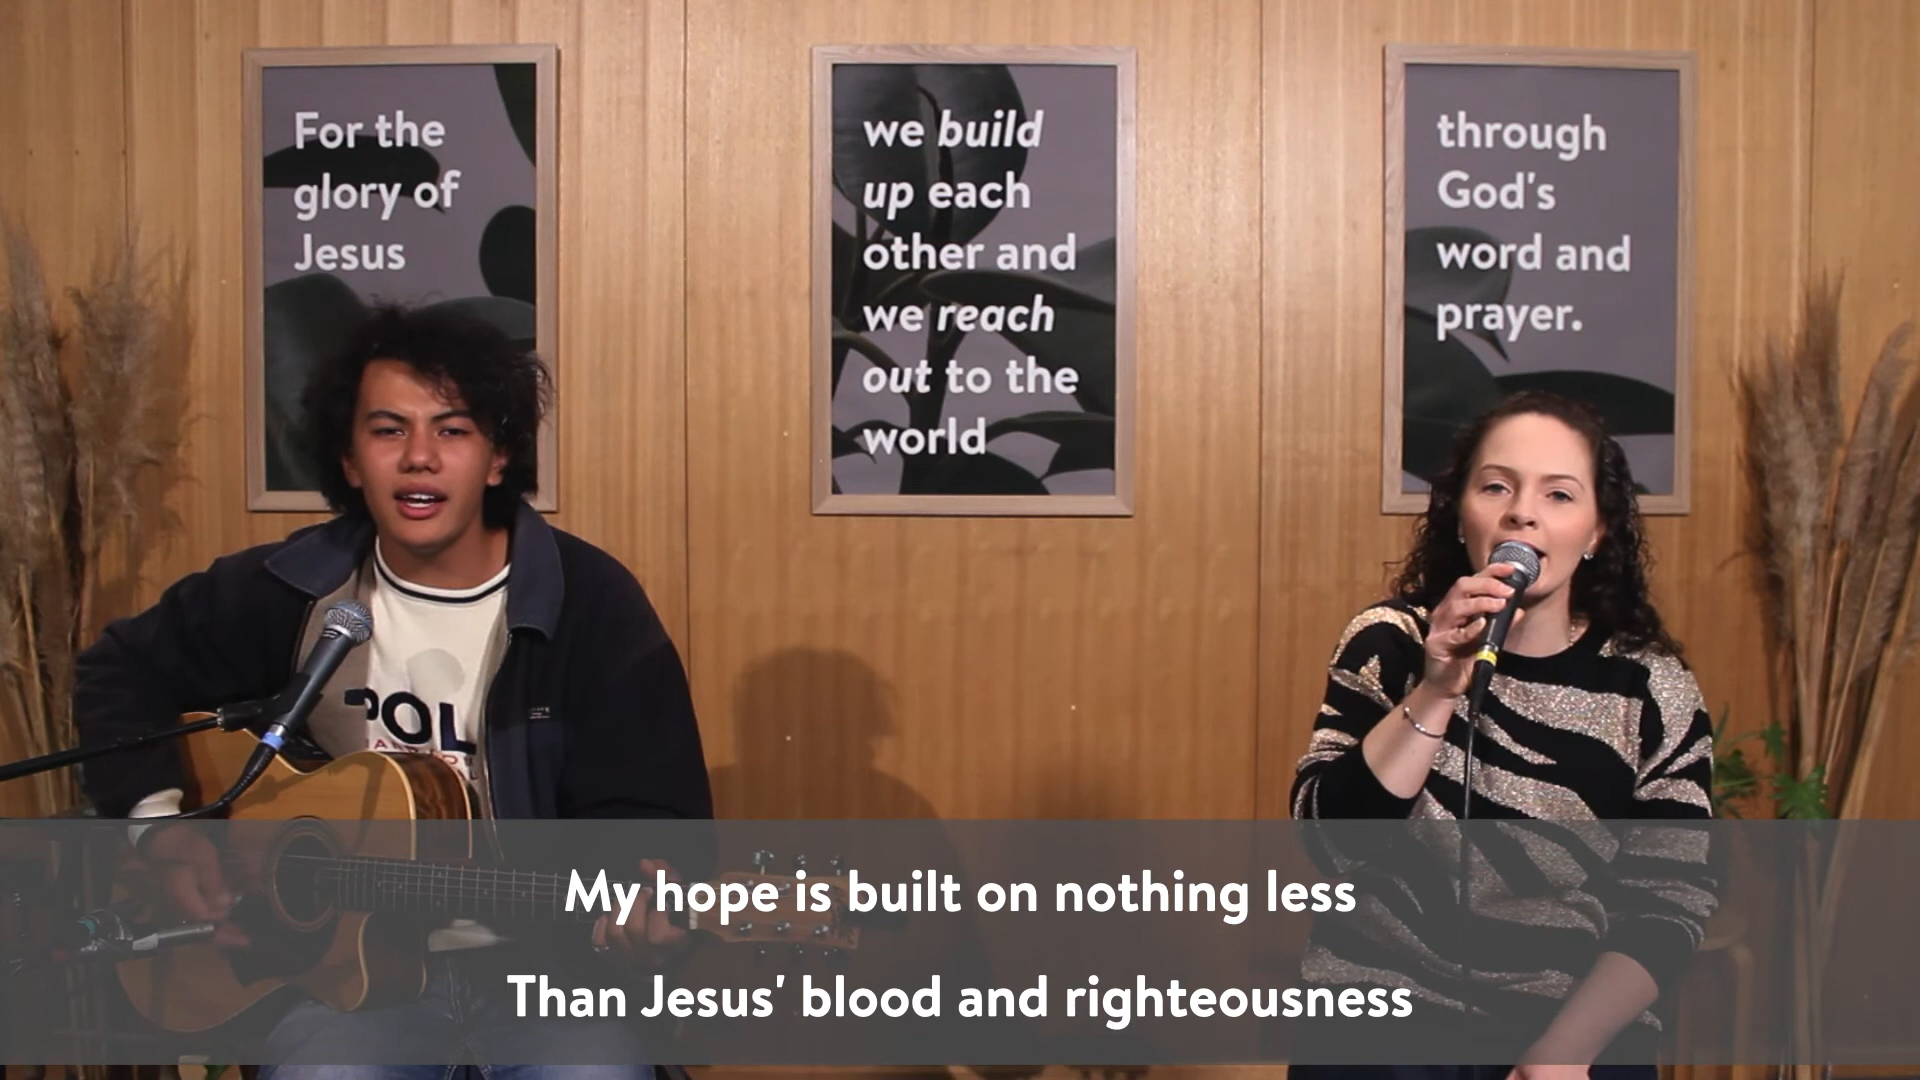 For the
glory of
Jesus
we build
up each
other and
we reach
out to the
world
through
God's
word and
prayer.
POL
My hope is built on nothing less
Than Jesus' blood and righteousness